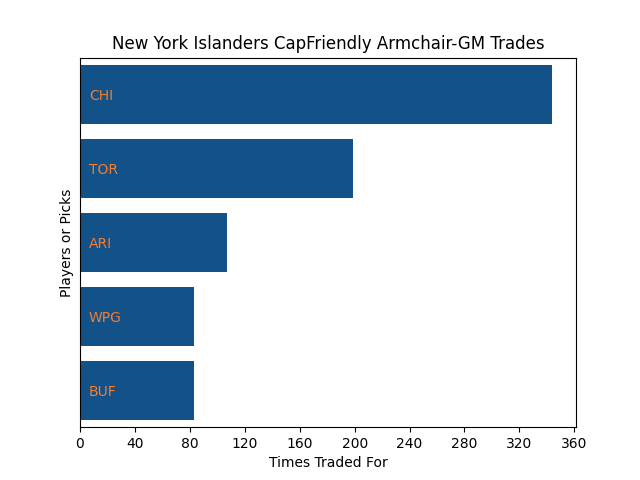 New York Islanders CapFriendly Armchair-GM Trades
Players or Picks
CHI
TOR
ARI
WPG
BUF
0 40 80 120 160 200 240 280 320 360
Times Traded For